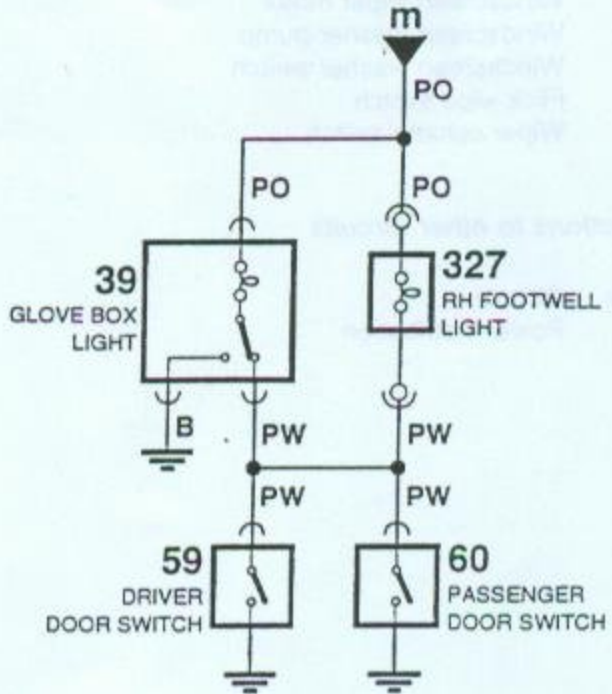 m
PO
PO
PO
39
GLOVE BOX
LIGHT
327
RH FOOTWELL
LIGHT
B
PW
PW
PW
PW
59
DRIVER
DOOR SWITCH
60
PASSENGER
DOOR SWITCH